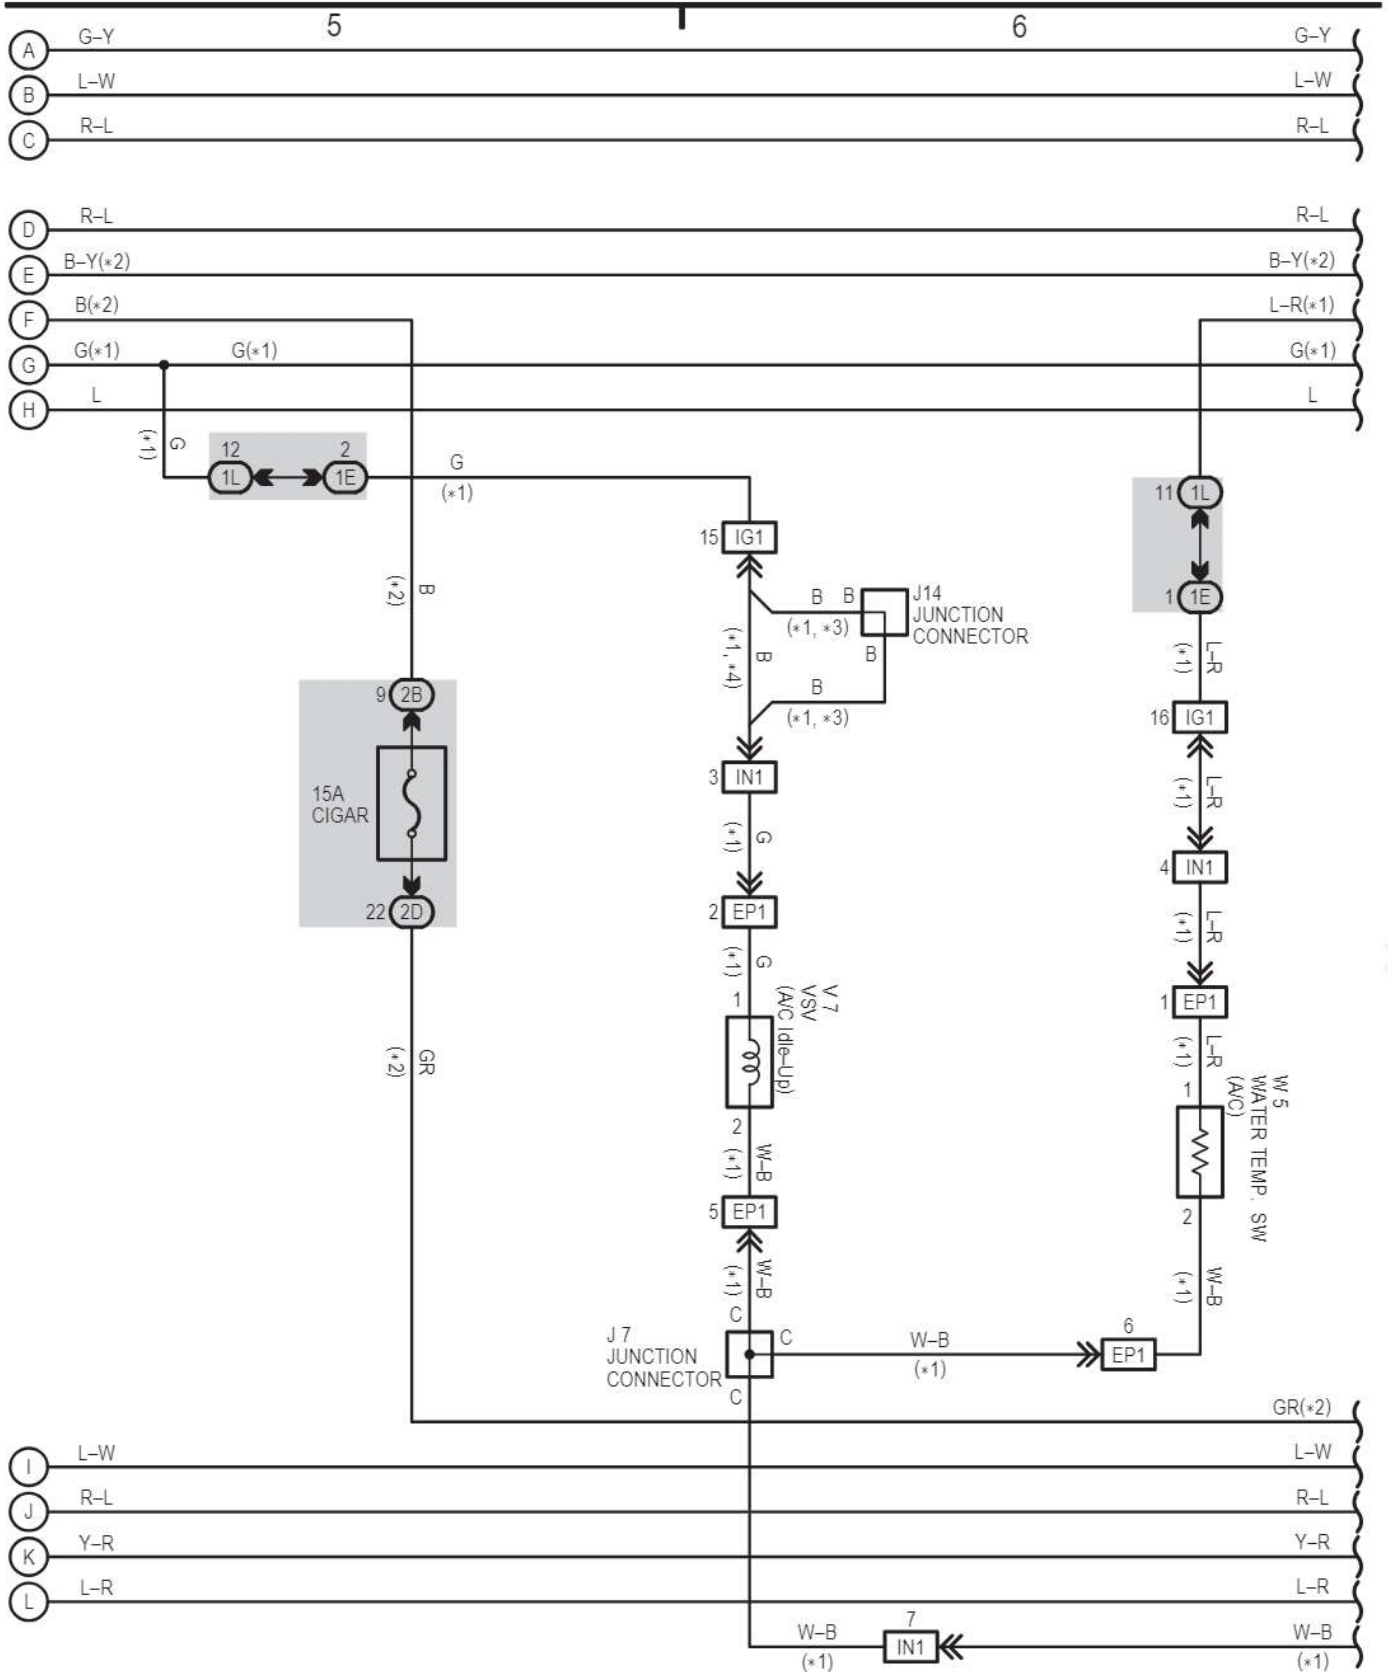 5
6
A
G–Y
G–Y
B
L–W
L–W
C
R–L
R–L
D
R–L
R–L
E
B–Y(*2)
B–Y(*2)
F
B(*2)
L–R(*1)
G
G(*1)
G(*1)
G(*1)
H
L
L
G
(*1)
12
2
1L
1E
G
(*1)
11
1L
15
IG1
B
(*2)
1
1E
B
B
J14
JUNCTION
CONNECTOR
(*1, *3)
B
(*1, *4)
B
B
(*1, *3)
L–R
(*1)
9
2B
16
IG1
15A
CIGAR
3
IN1
L–R
(*1)
G
(*1)
4
IN1
22
2D
2
EP1
L–R
(*1)
G
(*1)
1
V 7
VSV
(A/C Idle–Up)
1
EP1
GR
(*2)
L–R
(*1)
1
W 5
WATER TEMP. SW
(A/C)
2
W–B
(*1)
5
EP1
2
W–B
(*1)
W–B
(*1)
C
J 7
JUNCTION
CONNECTOR
C
C
W–B
(*1)
6
EP1
GR(*2)
I
L–W
L–W
J
R–L
R–L
K
Y–R
Y–R
L
L–R
L–R
W–B
(*1)
7
IN1
W–B
(*1)